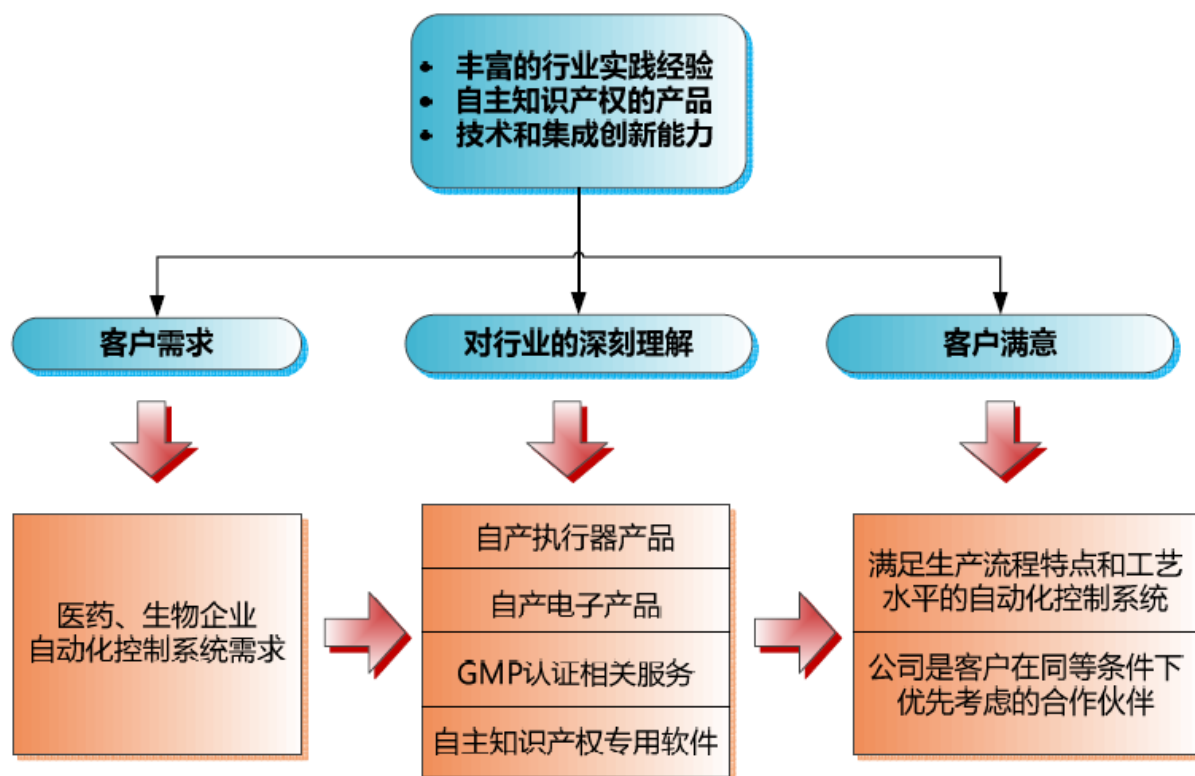 • 丰富的行业实践经验
• 自主知识产权的产品
• 技术和集成创新能力
客户需求
对行业的深刻理解
客户满意
医药、生物企业
自动化控制系统需求
自产执行器产品
自产电子产品
GMP认证相关服务
自主知识产权专用软件
满足生产流程特点和工艺
水平的自动化控制系统
公司是客户在同等条件下
优先考虑的合作伙伴